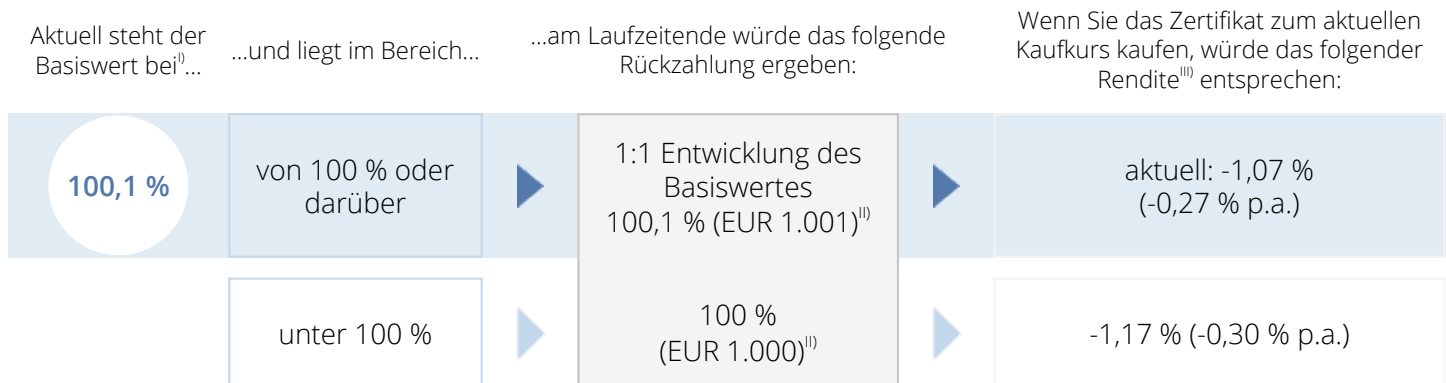 Aktuell steht der
Basiswert bei^I)...
...und liegt im Bereich...
...am Laufzeitende würde das folgende
Rückzahlung ergeben:
Wenn Sie das Zertifikat zum aktuellen
Kaufkurs kaufen, würde das folgender
Rendite^III) entsprechen:
100,1 %
von 100 % oder
darüber
1:1 Entwicklung des
Basiswertes
100,1 % (EUR 1.001)^II)
aktuell: -1,07 %
(-0,27 % p.a.)
unter 100 %
100 %
(EUR 1.000)^II)
-1,17 % (-0,30 % p.a.)